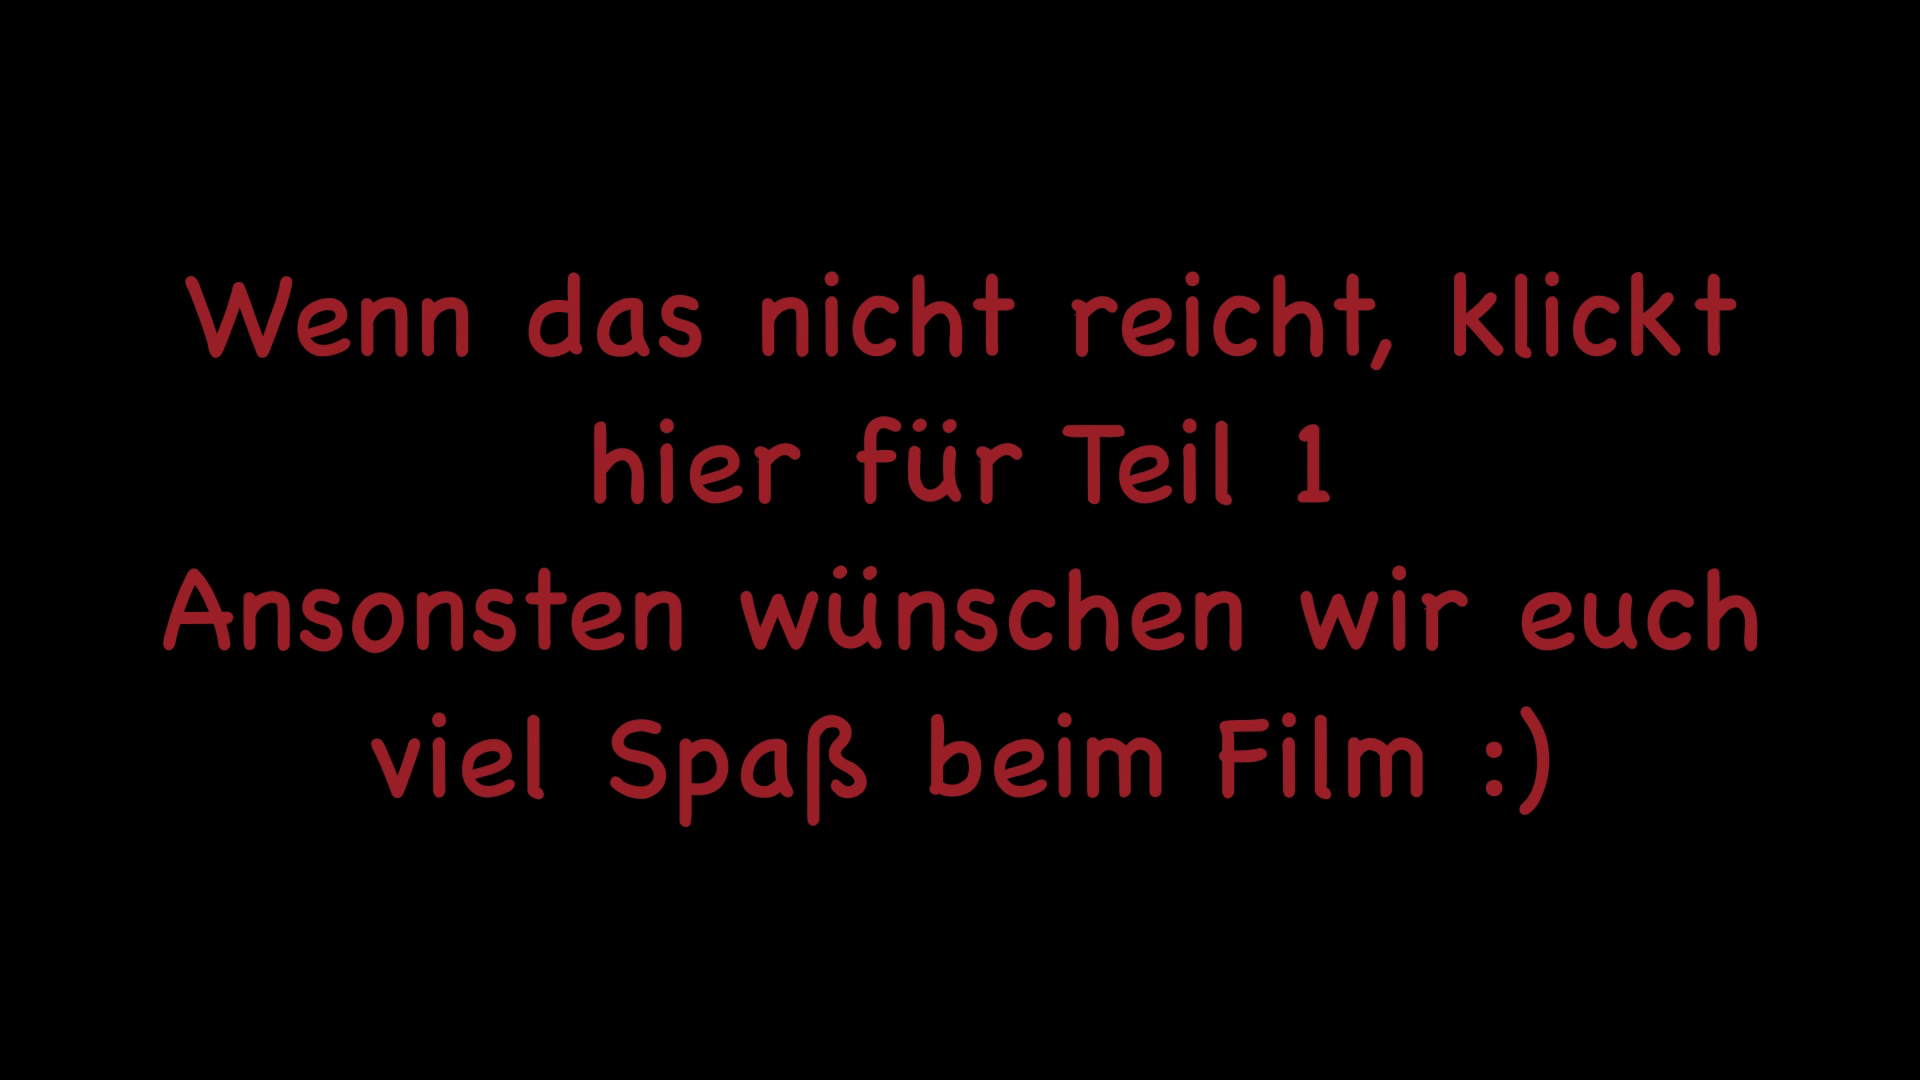 Wenn das nicht reicht, klickt
hier für Teil 1
Ansonsten wünschen wir euch
viel Spaß beim Film :)